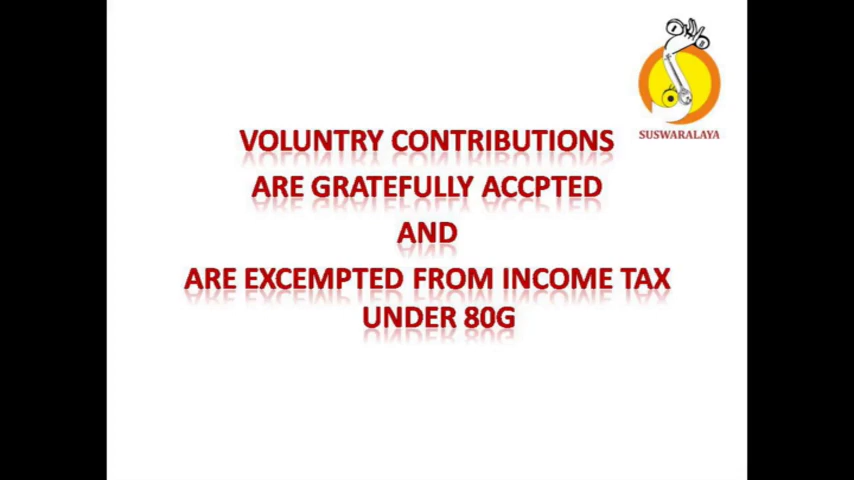 SUSWARALAYA
VOLUNTRY CONTRIBUTIONS
ARE GRATEFULLY ACCPTED
AND
ARE EXCEMPTED FROM INCOME TAX
UNDER 80G